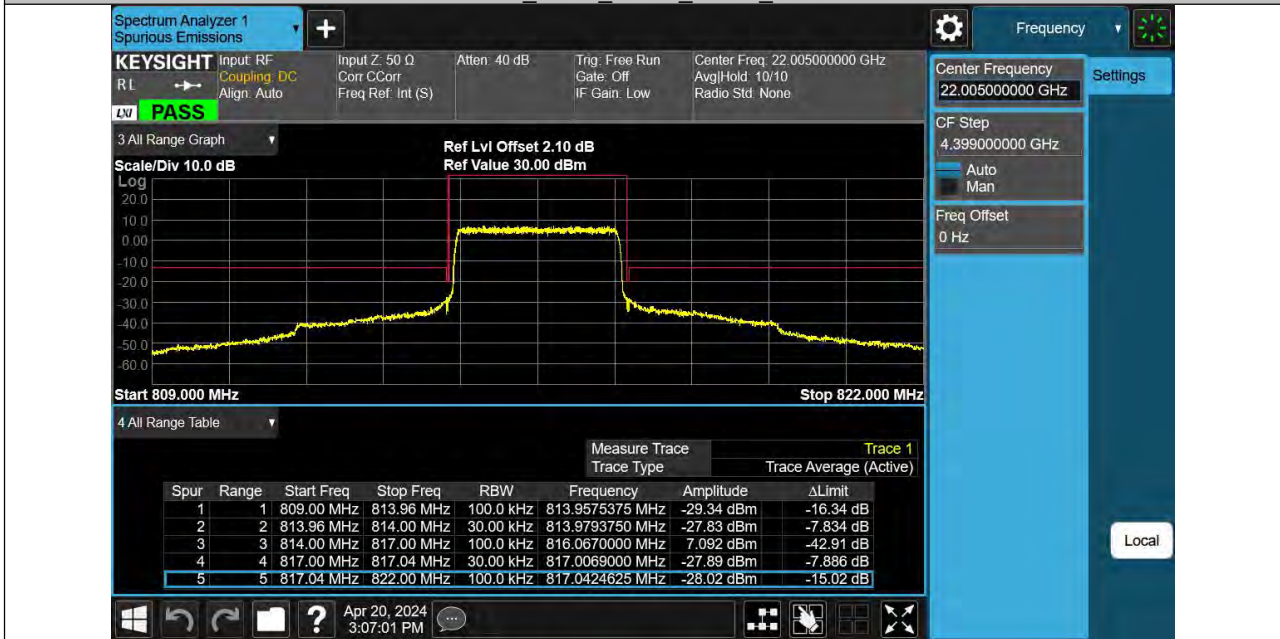 Spectrum Analyzer 1
Spurious Emissions
Frequency
KEYSIGHT
RL
LXI PASS
Input: RF
Coupling: DC
Align: Auto
Input Z: 50 Ω
Corr CCorr
Freq Ref: Int (S)
Atten: 40 dB
Trig: Free Run
Gate: Off
IF Gain: Low
Center Freq: 22.005000000 GHz
Avg|Hold: 10/10
Radio Std: None
Center Frequency
22.005000000 GHz
Settings
CF Step
4.399000000 GHz
Auto
Man
Freq Offset
0 Hz
Local
3 All Range Graph
Scale/Div 10.0 dB
Ref Lvl Offset 2.10 dB
Ref Value 30.00 dBm
Log
20.0
10.0
0.00
-10.0
-20.0
-30.0
-40.0
-50.0
-60.0
Start 809.000 MHz Stop 822.000 MHz
4 All Range Table
Measure Trace Trace 1
Trace Type Trace Average (Active)
Spur Range Start Freq Stop Freq RBW Frequency Amplitude ΔLimit
1 1 809.00 MHz 813.96 MHz 100.0 kHz 813.9575375 MHz -29.34 dBm -16.34 dB
2 2 813.96 MHz 814.00 MHz 30.00 kHz 813.9793750 MHz -27.83 dBm -7.834 dB
3 3 814.00 MHz 817.00 MHz 100.0 kHz 816.0670000 MHz 7.092 dBm -42.91 dB
4 4 817.00 MHz 817.04 MHz 30.00 kHz 817.0069000 MHz -27.89 dBm -7.886 dB
5 5 817.04 MHz 822.00 MHz 100.0 kHz 817.0424625 MHz -28.02 dBm -15.02 dB
Apr 20, 2024
3:07:01 PM